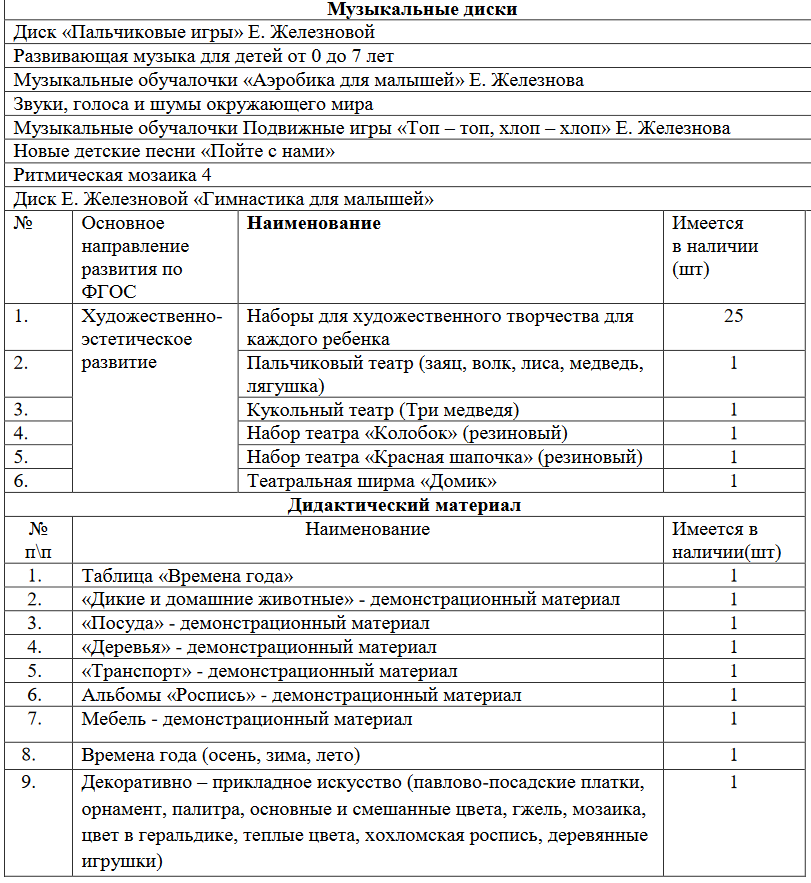 Музыкальные диски
Диск «Пальчиковые игры» Е. Железновой
Развивающая музыка для детей от 0 до 7 лет
Музыкальные обучалочки «Аэробика для малышей» Е. Железнова
Звуки, голоса и шумы окружающего мира
Музыкальные обучалочки Подвижные игры «Топ – топ, хлоп – хлоп» Е. Железнова
Новые детские песни «Пойте с нами»
Ритмическая мозаика 4
Диск Е. Железновой «Гимнастика для малышей»
№ Основное Наименование Имеется
направление в наличии
развития по (шт)
ФГОС
1. Художественно- Наборы для художественного творчества для 25
эстетическое каждого ребенка
2. развитие Пальчиковый театр (заяц, волк, лиса, медведь, 1
лягушка)
3. Кукольный театр (Три медведя) 1
4. Набор театра «Колобок» (резиновый) 1
5. Набор театра «Красная шапочка» (резиновый) 1
6. Театральная ширма «Домик» 1
Дидактический материал
№ Наименование Имеется в
п\п наличии(шт)
1. Таблица «Времена года» 1
2. «Дикие и домашние животные» - демонстрационный материал 1
3. «Посуда» - демонстрационный материал 1
4. «Деревья» - демонстрационный материал 1
5. «Транспорт» - демонстрационный материал 1
6. Альбомы «Роспись» - демонстрационный материал 1
7. Мебель - демонстрационный материал 1
8. Времена года (осень, зима, лето) 1
9. Декоративно – прикладное искусство (павлово-посадские платки, 1
орнамент, палитра, основные и смешанные цвета, гжель, мозаика,
цвет в геральдике, теплые цвета, хохломская роспись, деревянные
игрушки)